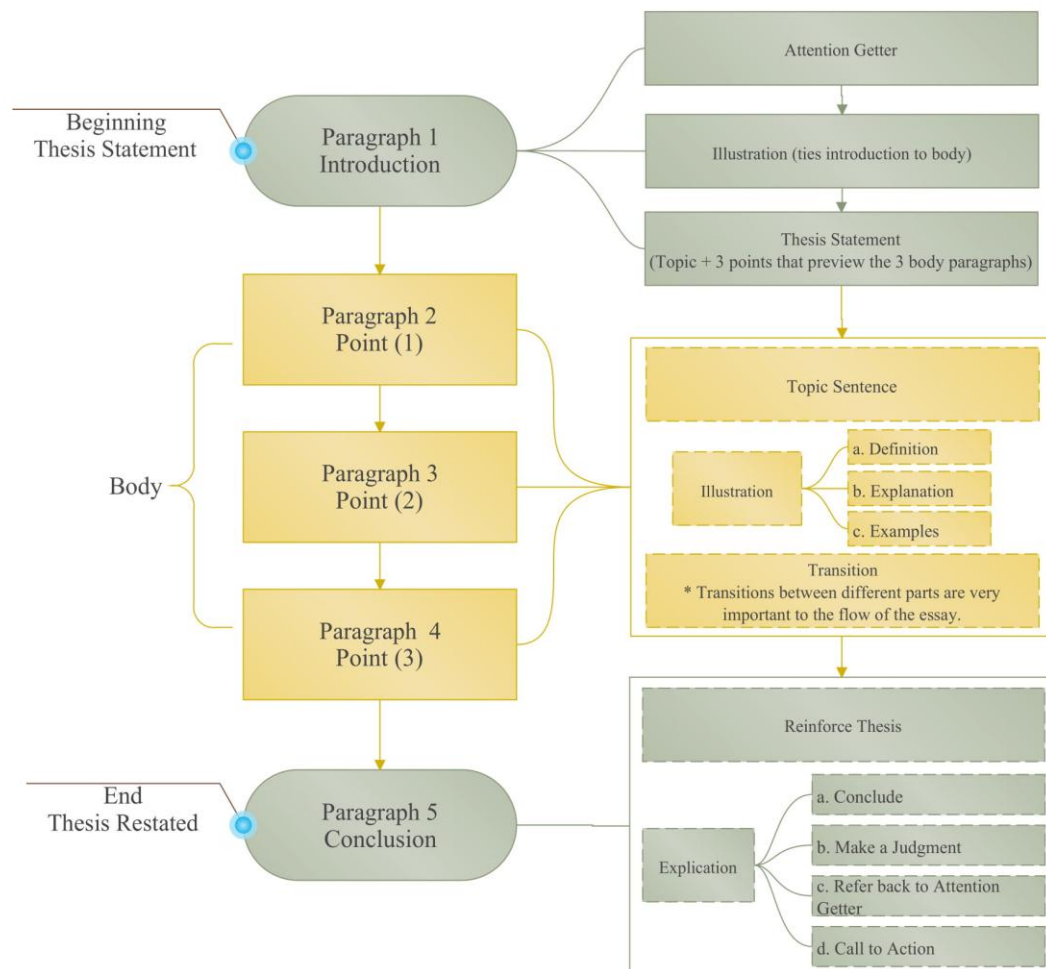 Beginning
Thesis Statement
Paragraph 1
Introduction
Attention Getter
Illustration (ties introduction to body)
Thesis Statement
(Topic + 3 points that preview the 3 body paragraphs)
Body
Paragraph 2
Point (1)
Paragraph 3
Point (2)
Paragraph 4
Point (3)
Topic Sentence
Illustration
a. Definition
b. Explanation
c. Examples
Transition
* Transitions between different parts are very
important to the flow of the essay.
End
Thesis Restated
Paragraph 5
Conclusion
Reinforce Thesis
Explication
a. Conclude
b. Make a Judgment
c. Refer back to Attention
Getter
d. Call to Action